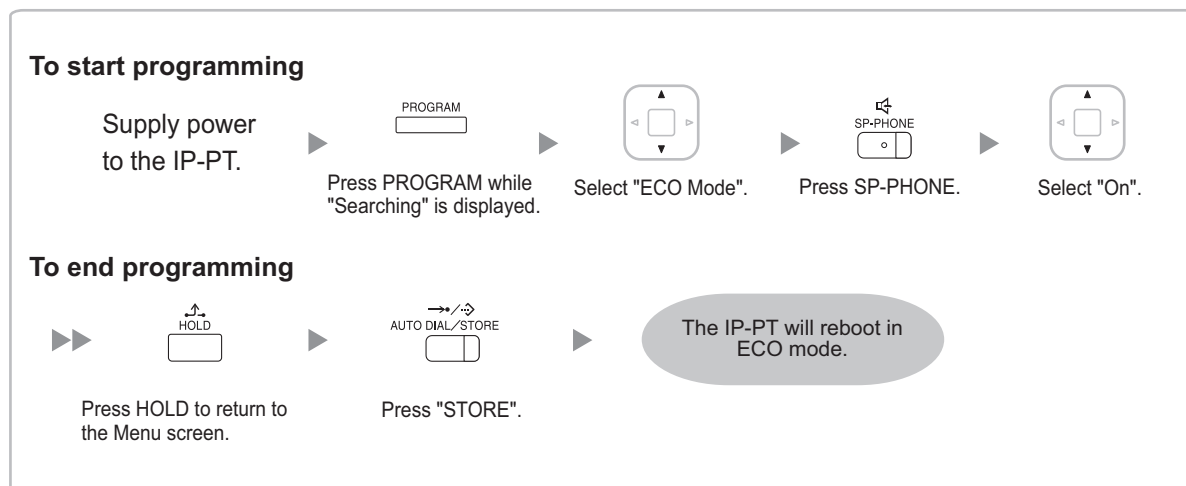 To start programming
Supply power
to the IP-PT.
PROGRAM
Press PROGRAM while
"Searching" is displayed.
Select "ECO Mode".
SP-PHONE
Press SP-PHONE.
Select "On".
To end programming
HOLD
Press HOLD to return to
the Menu screen.
AUTO DIAL/STORE
Press "STORE".
The IP-PT will reboot in
ECO mode.